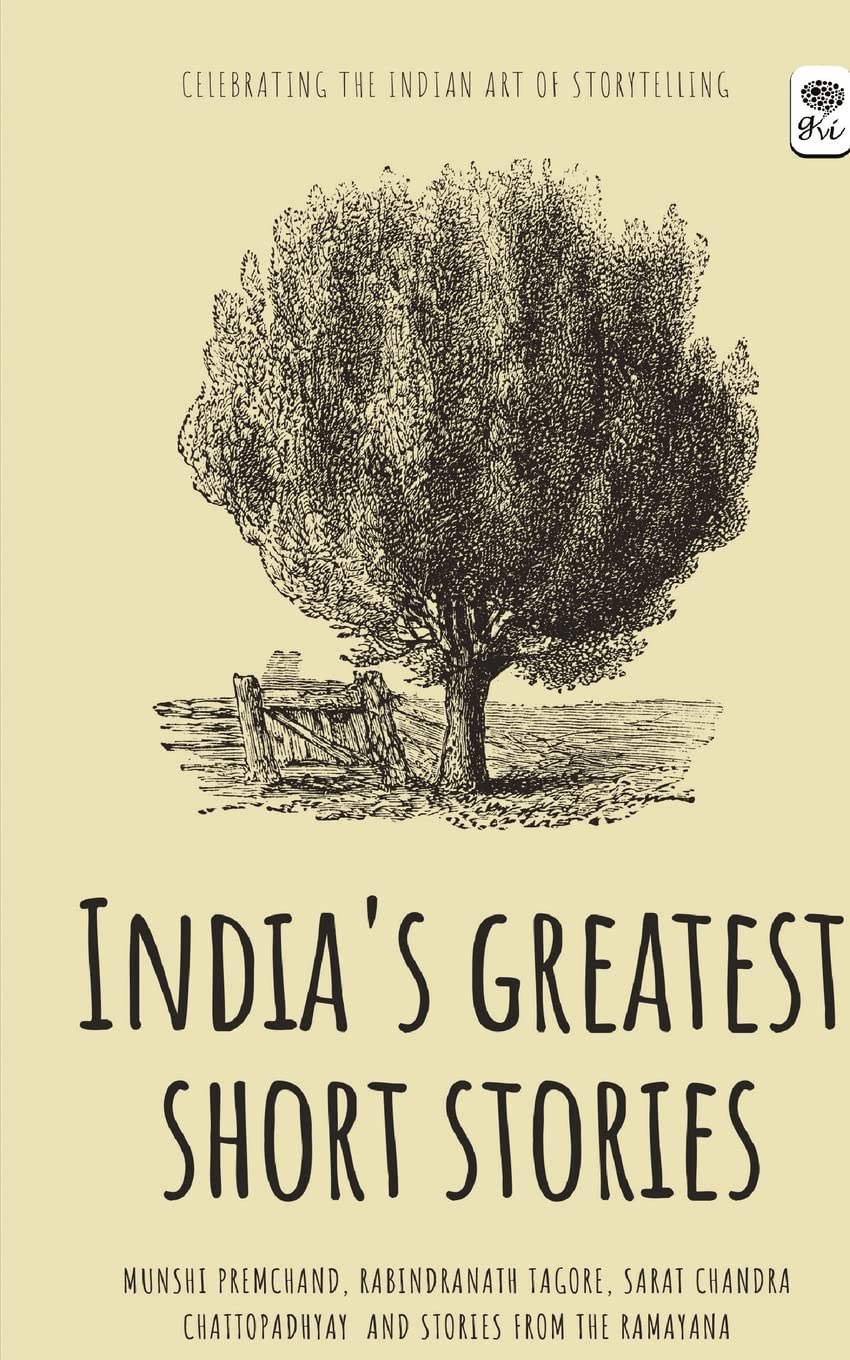 CELEBRATING THE INDIAN ART OF STORYTELLING
gvi
INDIA'S GREATEST
SHORT STORIES
MUNSHI PREMCHAND, RABINDRANATH TAGORE, SARAT CHANDRA
CHATTOPADHYAY AND STORIES FROM THE RAMAYANA